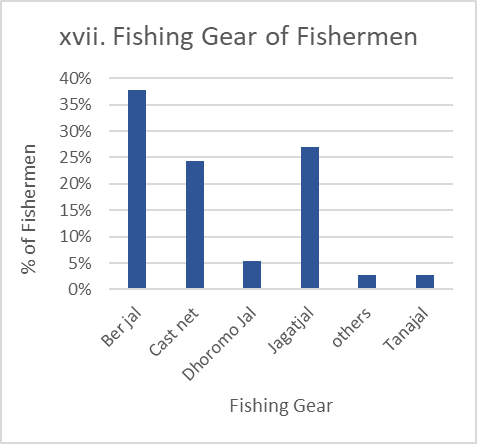 xvii. Fishing Gear of Fishermen
% of Fishermen
40%
35%
30%
25%
20%
15%
10%
5%
0%
Ber jal
Cast net
Dhoromo Jal
Jagatjal
others
Tanajal
Fishing Gear